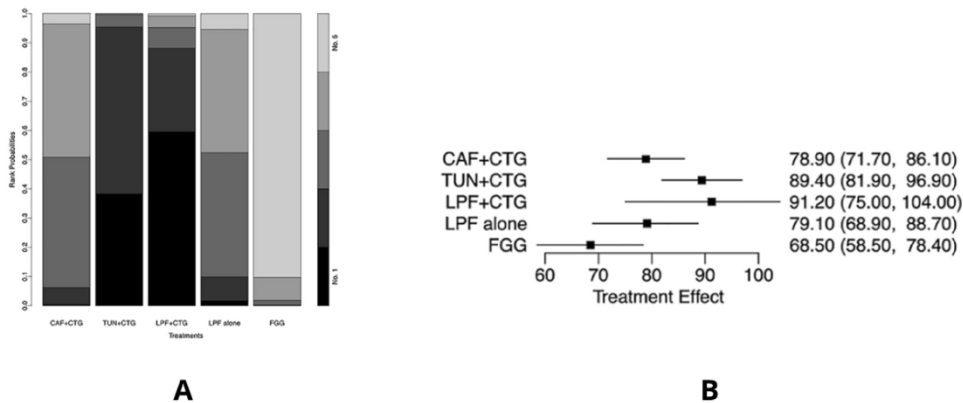 1.0
0.9
0.8
0.7
0.6
0.5
0.4
0.3
0.2
0.1
0.0
Rank Probabilities
CAF+CTG TUN+CTG LPF+CTG LPF alone FGG
Treatments
No. 5
No. 1
A
CAF+CTG 78.90 (71.70, 86.10)
TUN+CTG 89.40 (81.90, 96.90)
LPF+CTG 91.20 (75.00, 104.00)
LPF alone 79.10 (68.90, 88.70)
FGG 68.50 (58.50, 78.40)
60 70 80 90 100
Treatment Effect
B